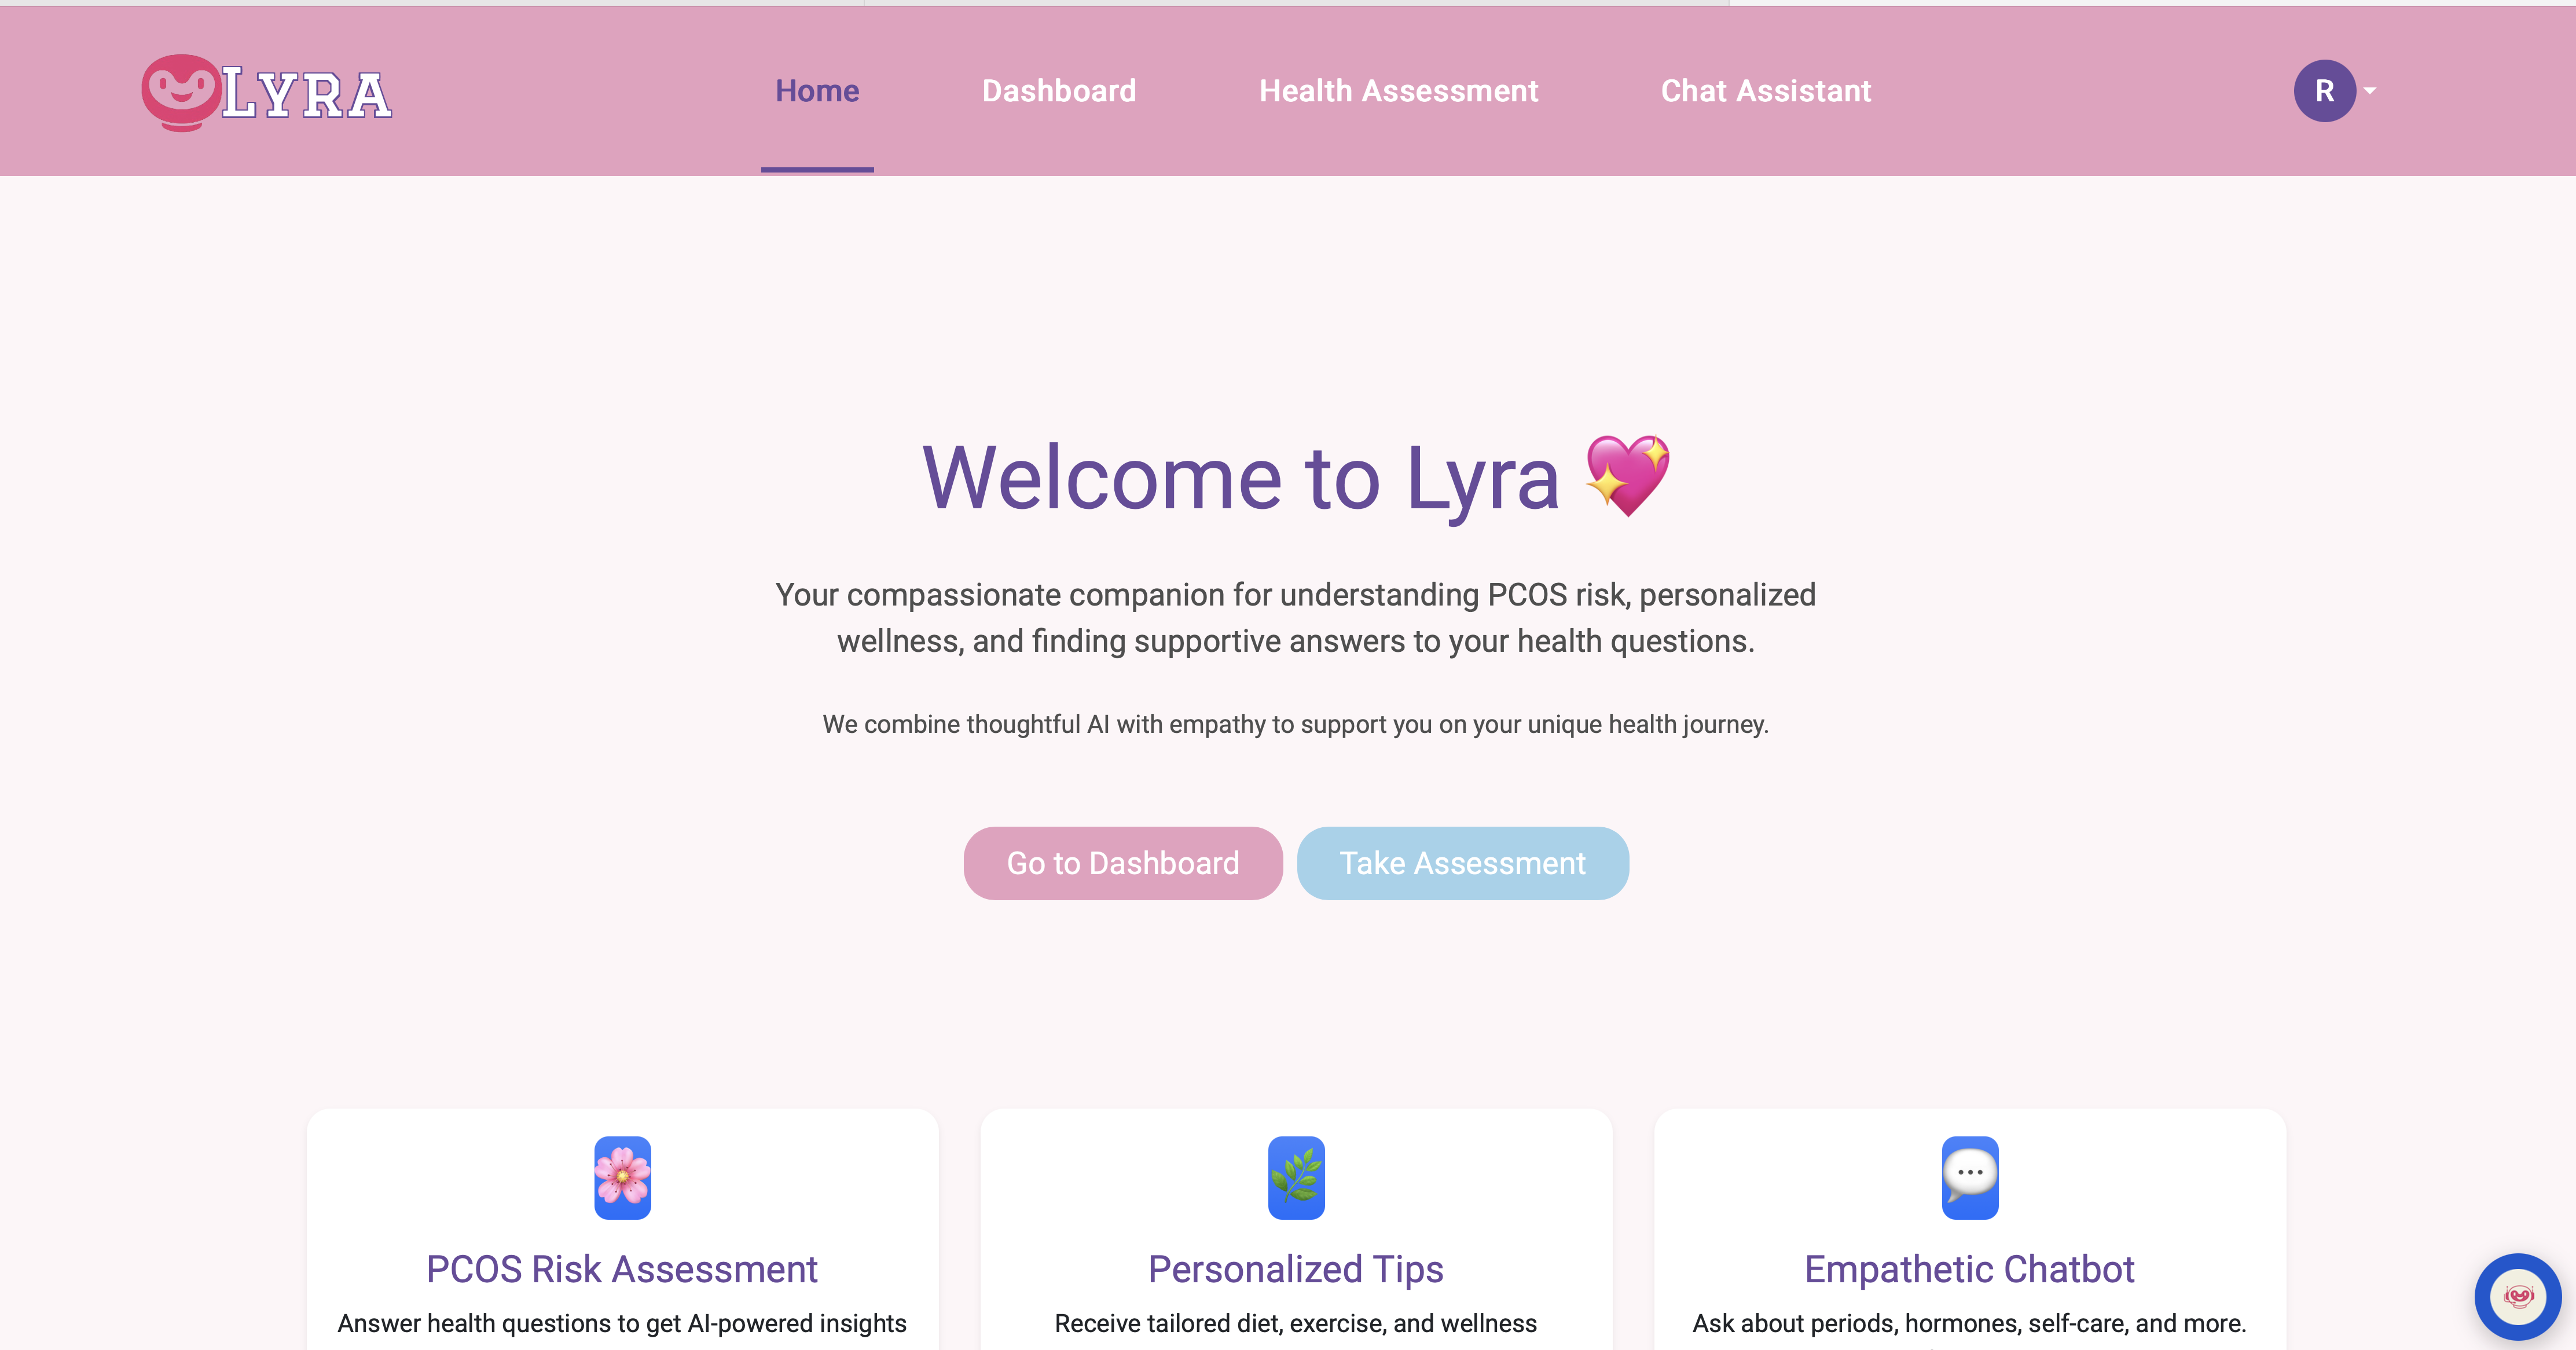 LYRA
Home
Dashboard
Health Assessment
Chat Assistant
R
Welcome to Lyra 💖
Your compassionate companion for understanding PCOS risk, personalized
wellness, and finding supportive answers to your health questions.
We combine thoughtful AI with empathy to support you on your unique health journey.
Go to Dashboard
Take Assessment
PCOS Risk Assessment
Answer health questions to get AI-powered insights
Personalized Tips
Receive tailored diet, exercise, and wellness
Empathetic Chatbot
Ask about periods, hormones, self-care, and more.